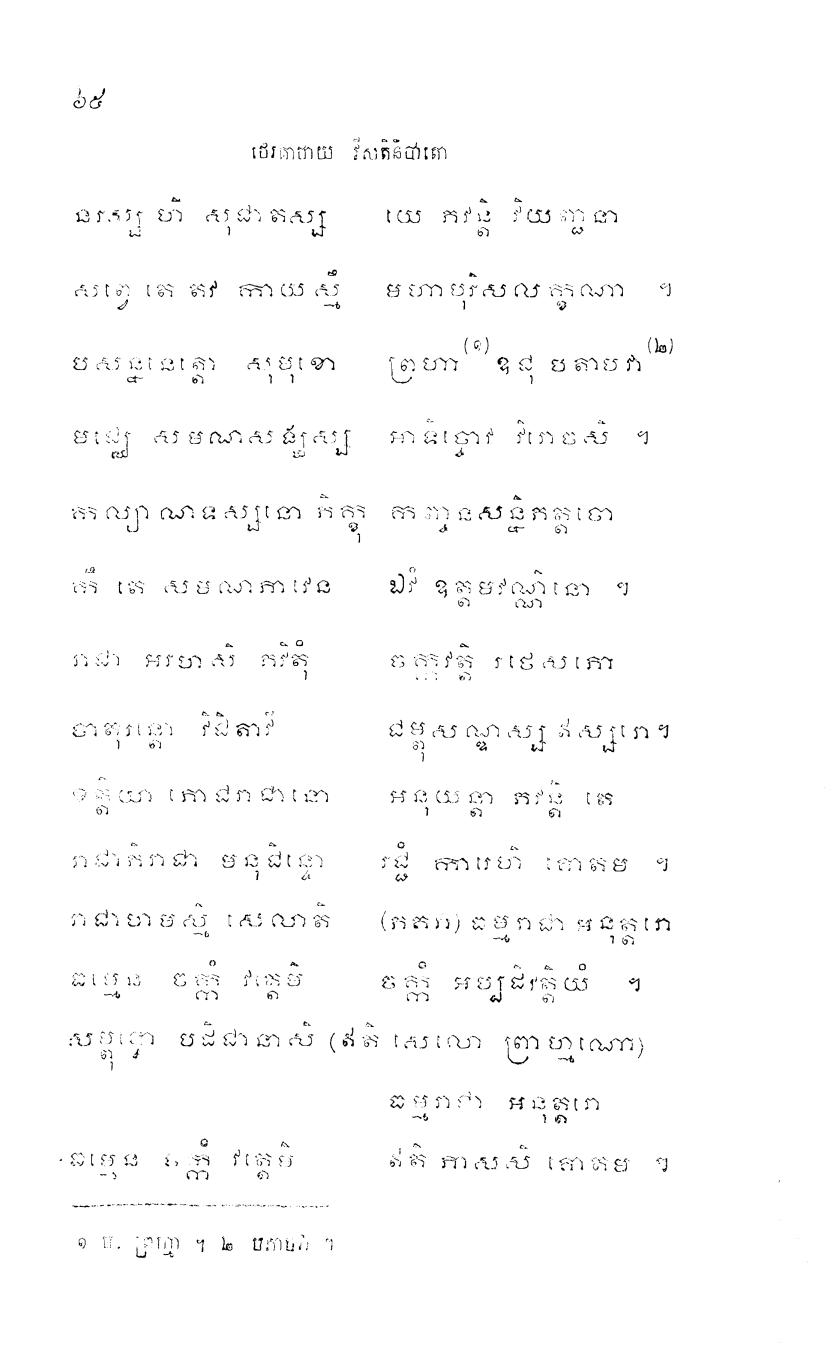 ៦៥
ថេរគាថាយ វីសតិនិបាតោ
នរស្ស ហិ សុជាតស្ស យេ ភវន្តិ វិយញ្ជនា
សព្វេ តេ តវ កាយស្មឹ មហាបុរិសលក្ខណា ។
បសន្ននេត្តោ សុមុខោ ព្រហា(១) ឧជុ បតាបវា(២)
មជ្ឈេ សមណសង្ឃស្ស អាទិច្ចោវ វិរោចសិ ។
កល្យាណទស្សនោ ភិក្ខុ កញ្ចនសន្និភត្តចោ
កឹ តេ សមណភាវេន ឯវំ ឧត្តមវណ្ណិនោ ។
រាជា អរហាសិ ភវិតុំ ចក្កវត្តិ រថេសភោ
ចាតុរន្តោ វិជិតាវី ជម្ពុសណ្ឌស្ស ឥស្សរោ។
ខត្តិយា ភោជរាជានោ អនុយន្តា ភវន្តិ តេ
រាជាភិរាជា មនុជិន្ទោ រជ្ជំ ការេហិ គោតម ។
រាជាហមស្មិ សេលាតិ (ភគវា) ធម្មរាជា អនុត្តរោ
ធម្មេន ចក្កំ វត្តេមិ ចក្កំ អប្បដិវត្តិយំ ។
សម្ពុទ្ធោ បដិជានាសិ (ឥតិ សេលោ ព្រាហ្មណោ)
ធម្មរាជា អនុត្តរោ
ធម្មេន ចក្កំ វត្តេមិ ឥតិ ភាសសិ គោតម ។
១ ម. ព្រហ្មា ។ ២ បភាវវា ។